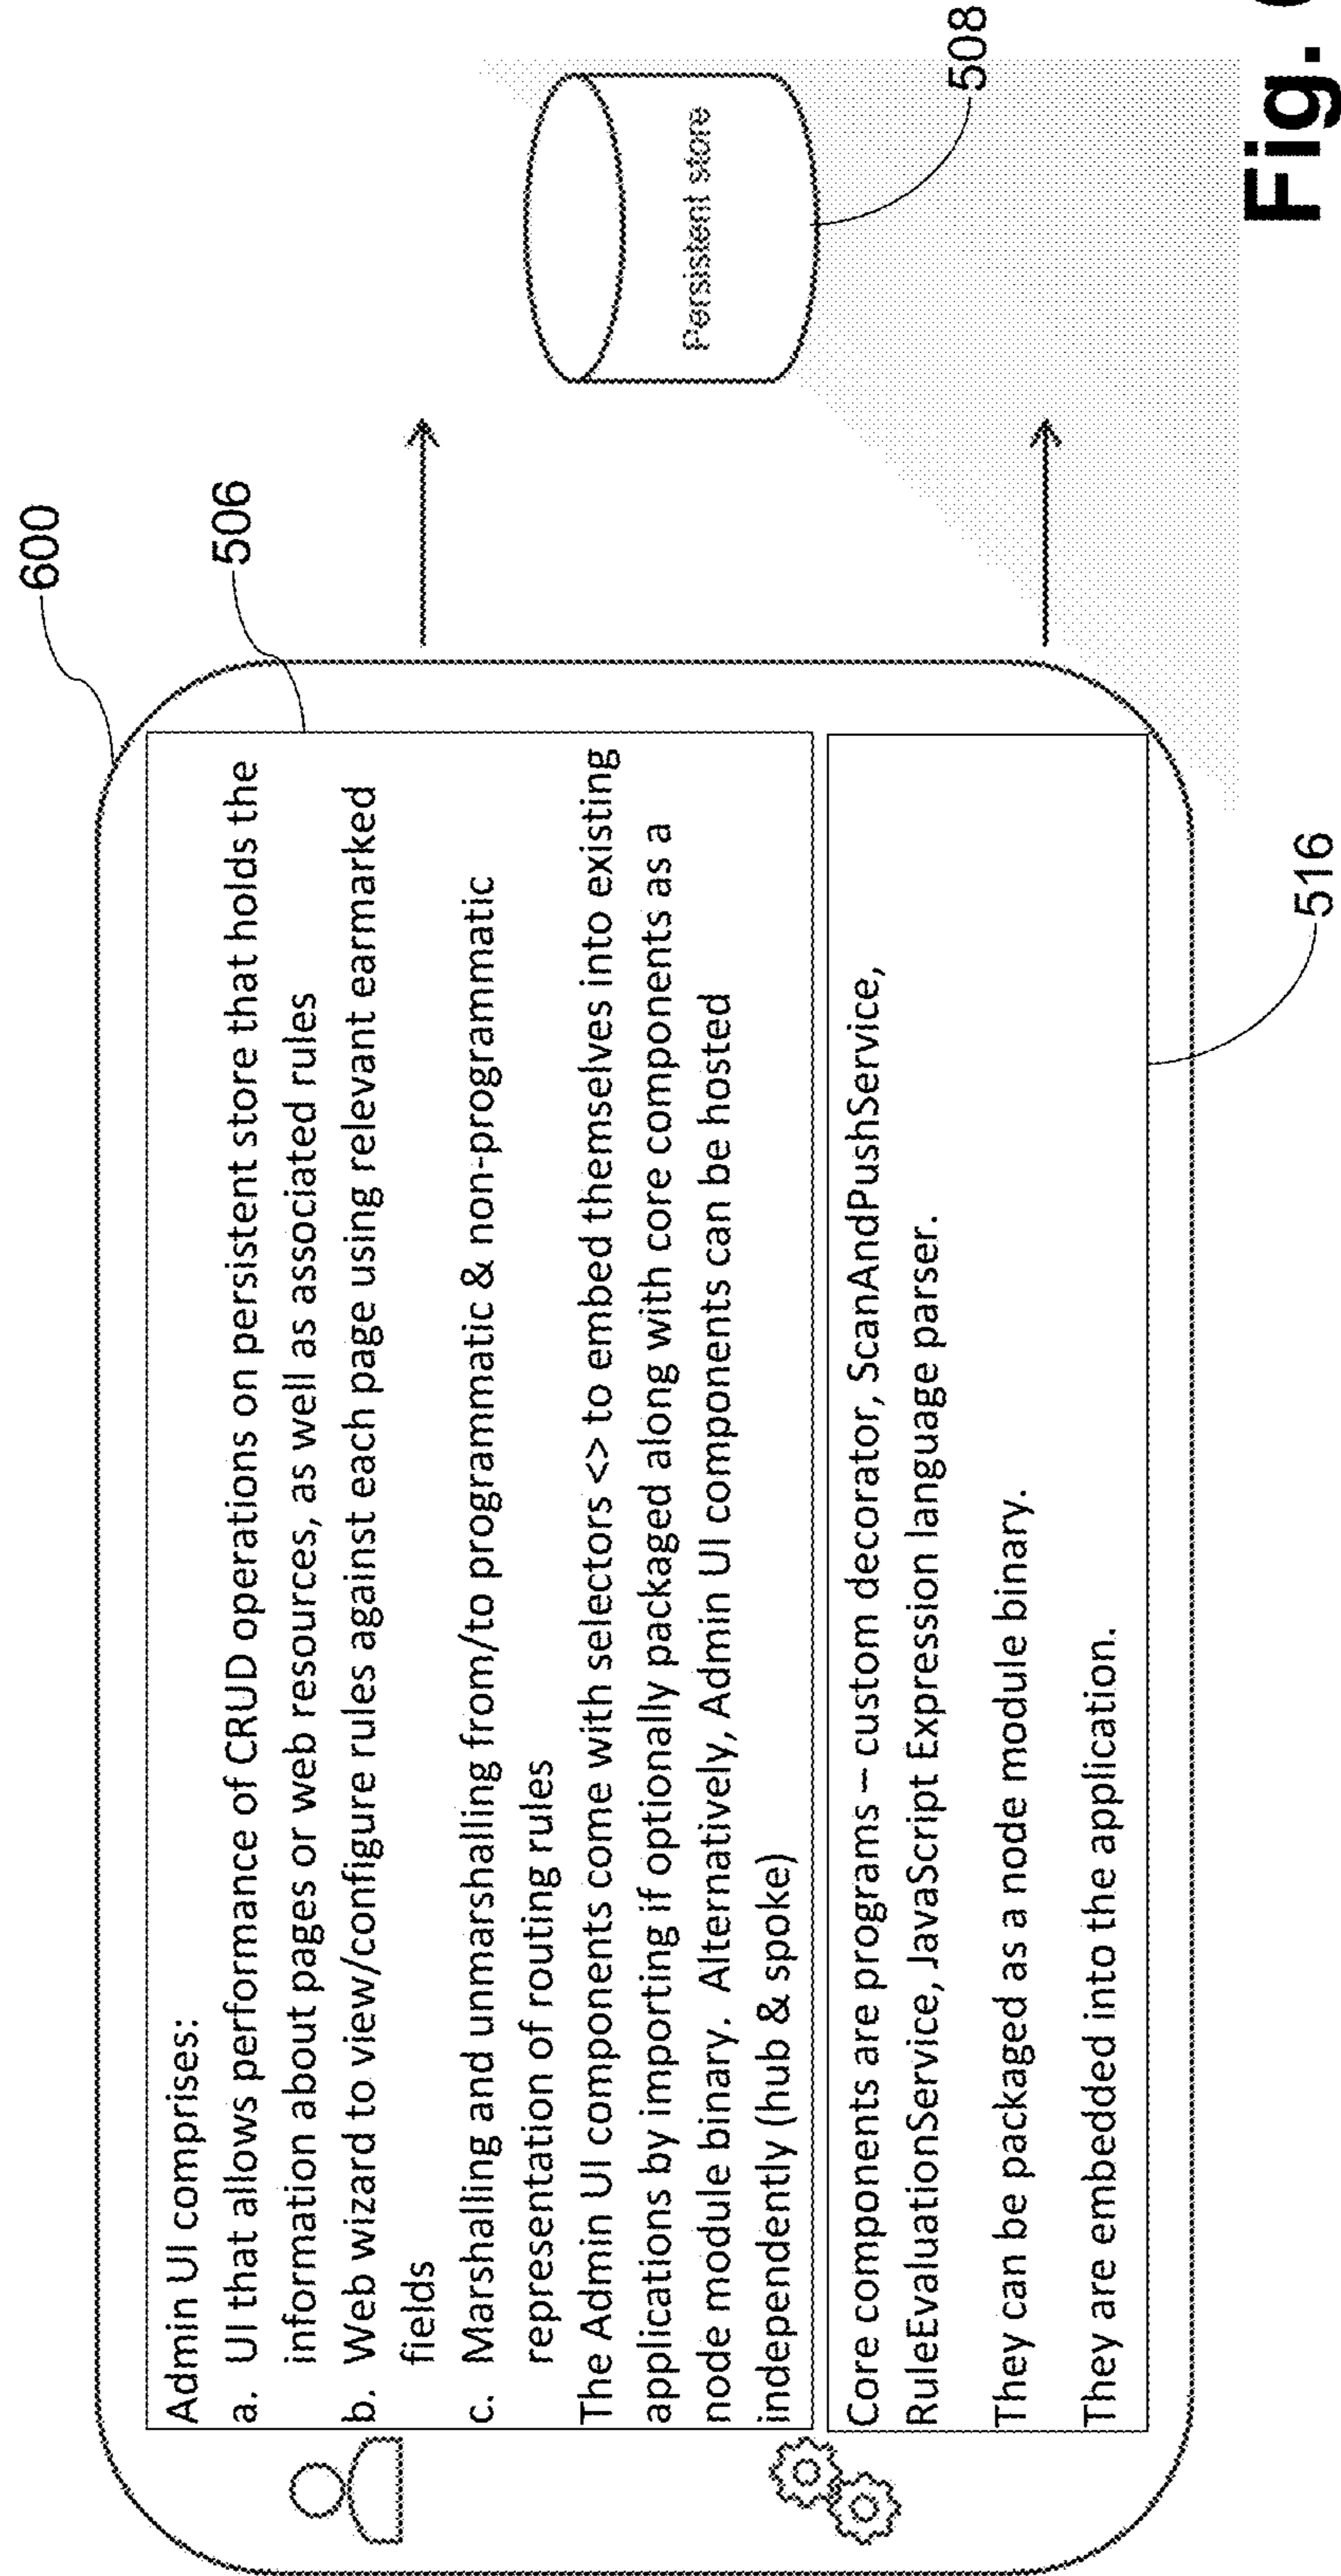 600
506
Admin UI comprises:
a. UI that allows performance of CRUD operations on persistent store that holds the
information about pages or web resources, as well as associated rules
b. Web wizard to view/configure rules against each page using relevant earmarked
fields
c. Marshalling and unmarshalling from/to programmatic & non-programmatic
representation of routing rules
The Admin UI components come with selectors <> to embed themselves into existing
applications by importing if optionally packaged along with core components as a
node module binary. Alternatively, Admin UI components can be hosted
independently (hub & spoke)
Core components are programs – custom decorator, ScanAndPushService,
RuleEvaluationService, JavaScript Expression language parser.
They can be packaged as a node module binary.
They are embedded into the application.
516
Persistent store
508
Fig.